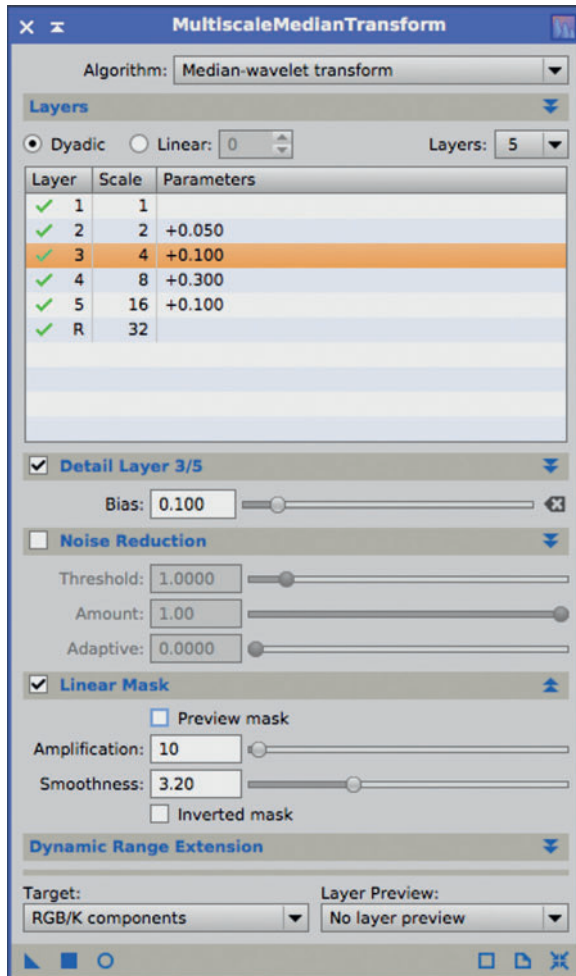 MultiscaleMedianTransform
Algorithm: Median-wavelet transform
Layers
Dyadic Linear: 0 Layers: 5
Layer Scale Parameters
1 1
2 2 +0.050
3 4 +0.100
4 8 +0.300
5 16 +0.100
R 32
Detail Layer 3/5
Bias: 0.100
Noise Reduction
Threshold: 1.0000
Amount: 1.00
Adaptive: 0.0000
Linear Mask
Preview mask
Amplification: 10
Smoothness: 3.20
Inverted mask
Dynamic Range Extension
Target: Layer Preview:
RGB/K components No layer preview